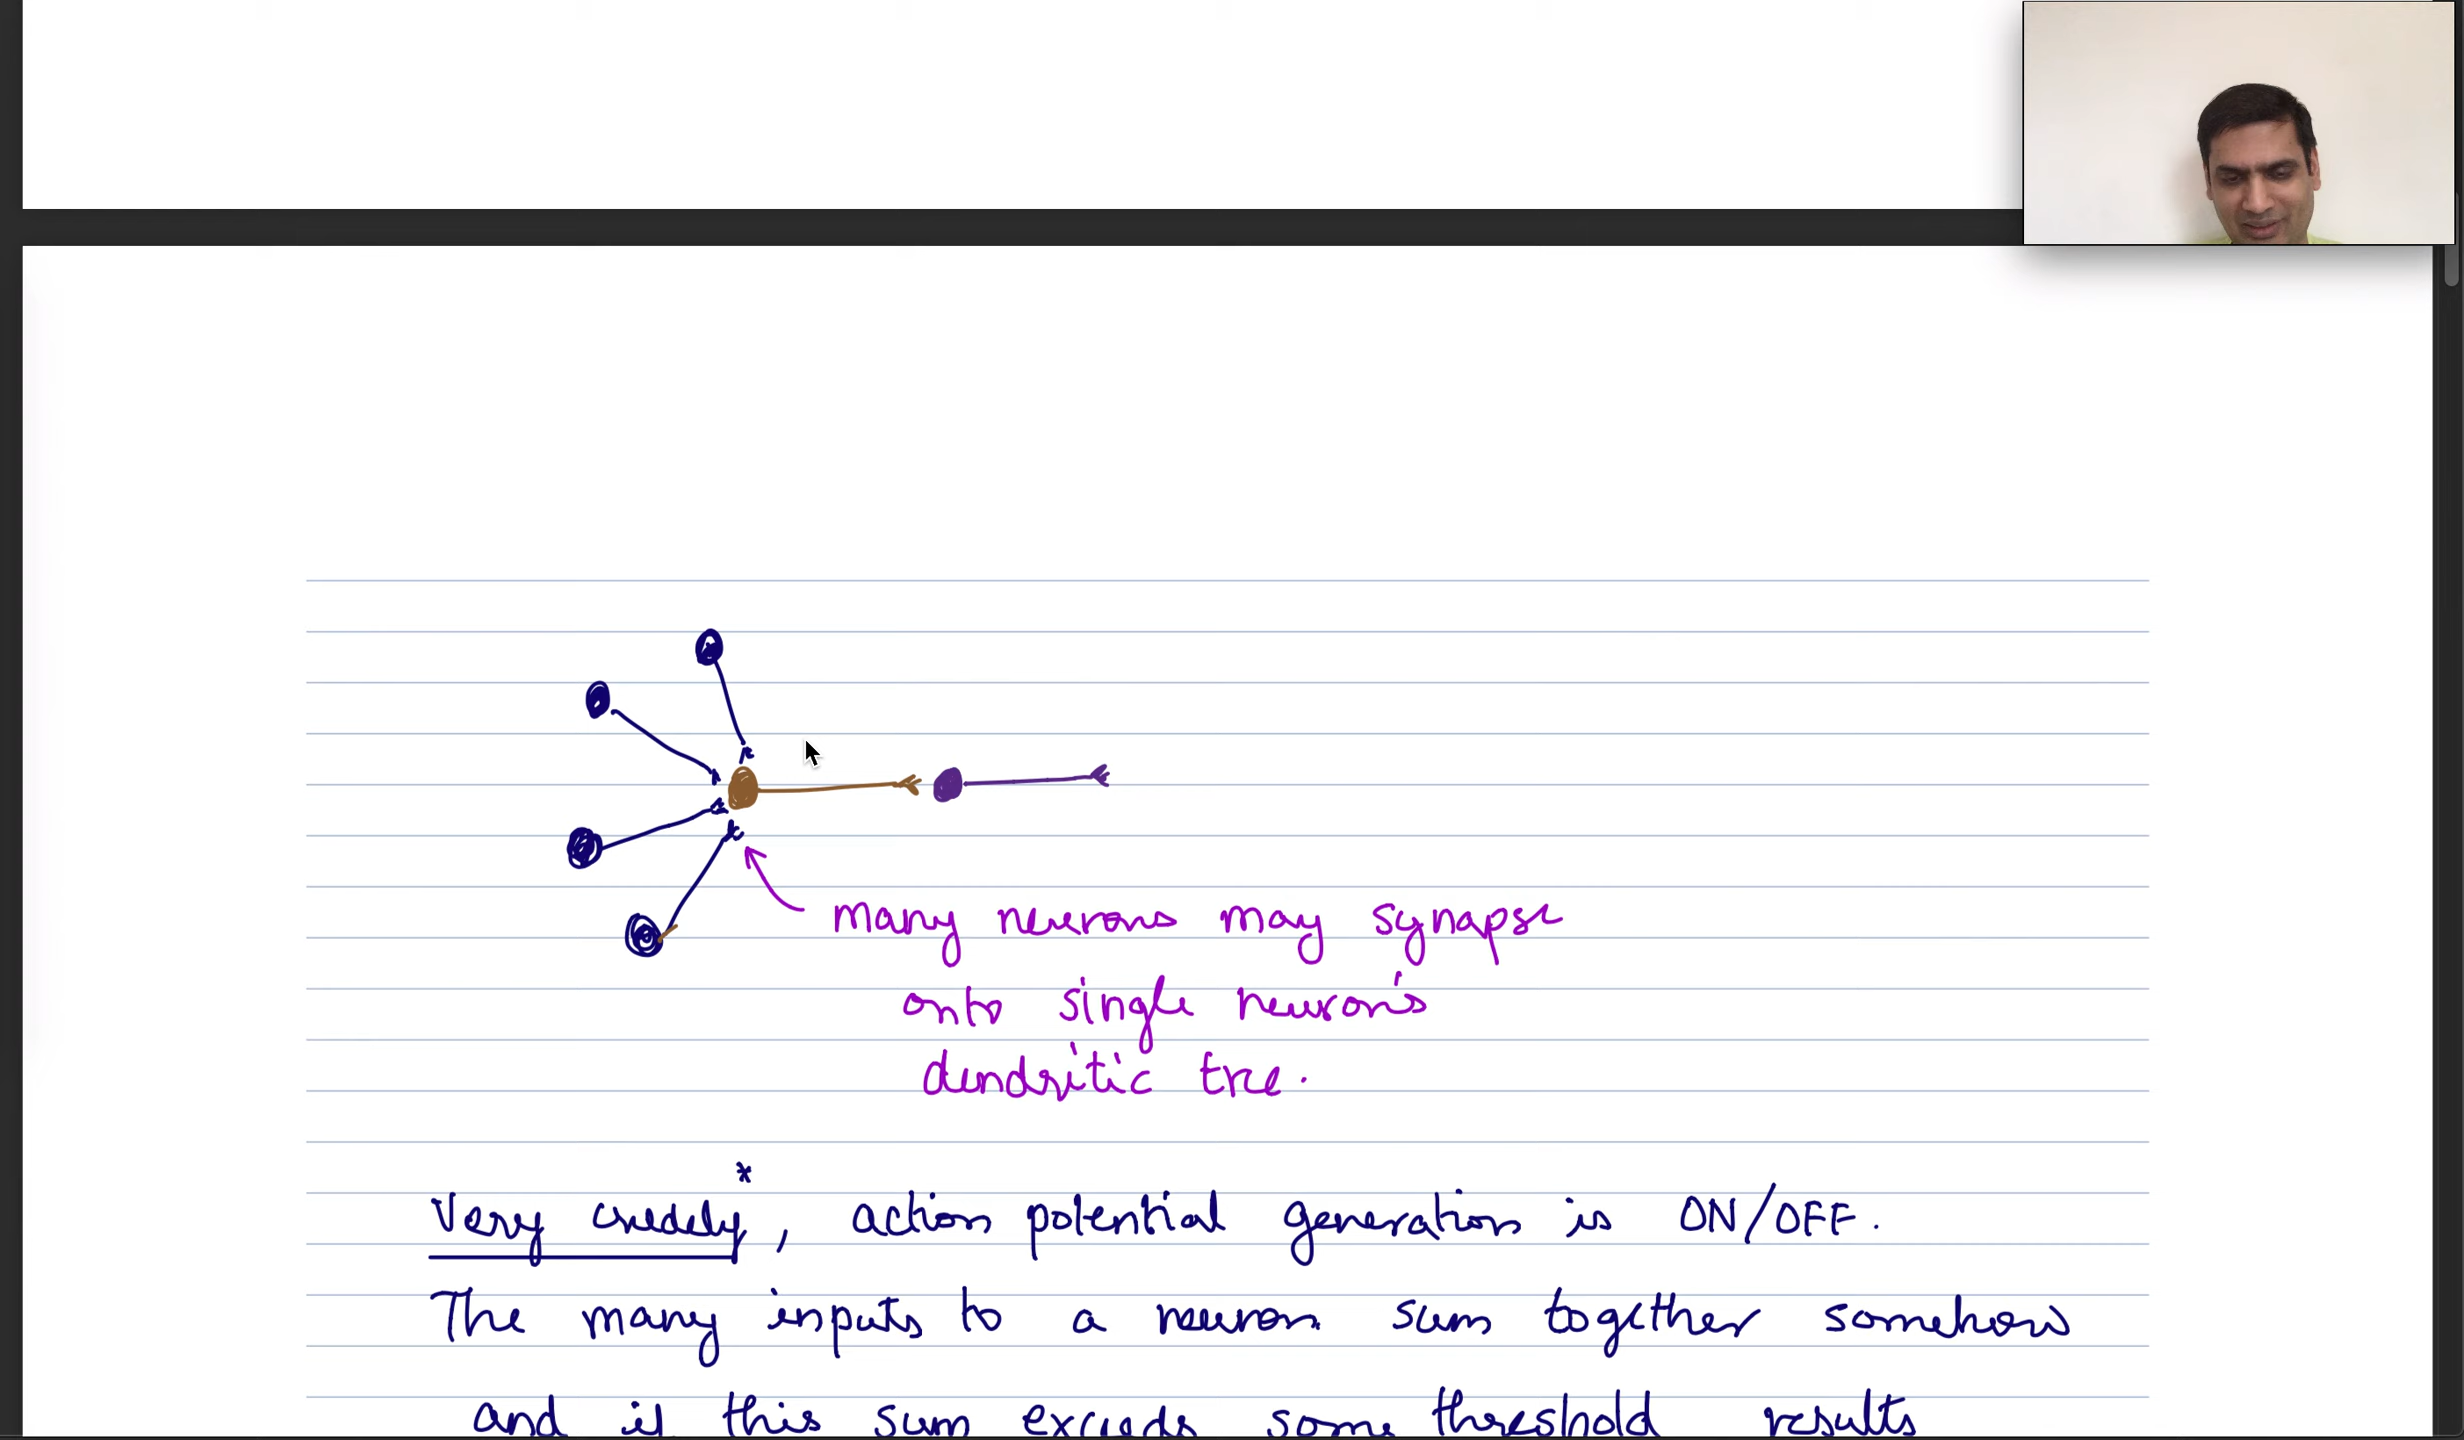 many neurons may synapse
onto single neuron's
dendritic tree.
Very crudely*, action potential generation is ON/OFF.
The many inputs to a neuron sum together somehow
and if this sum exceeds some threshold results